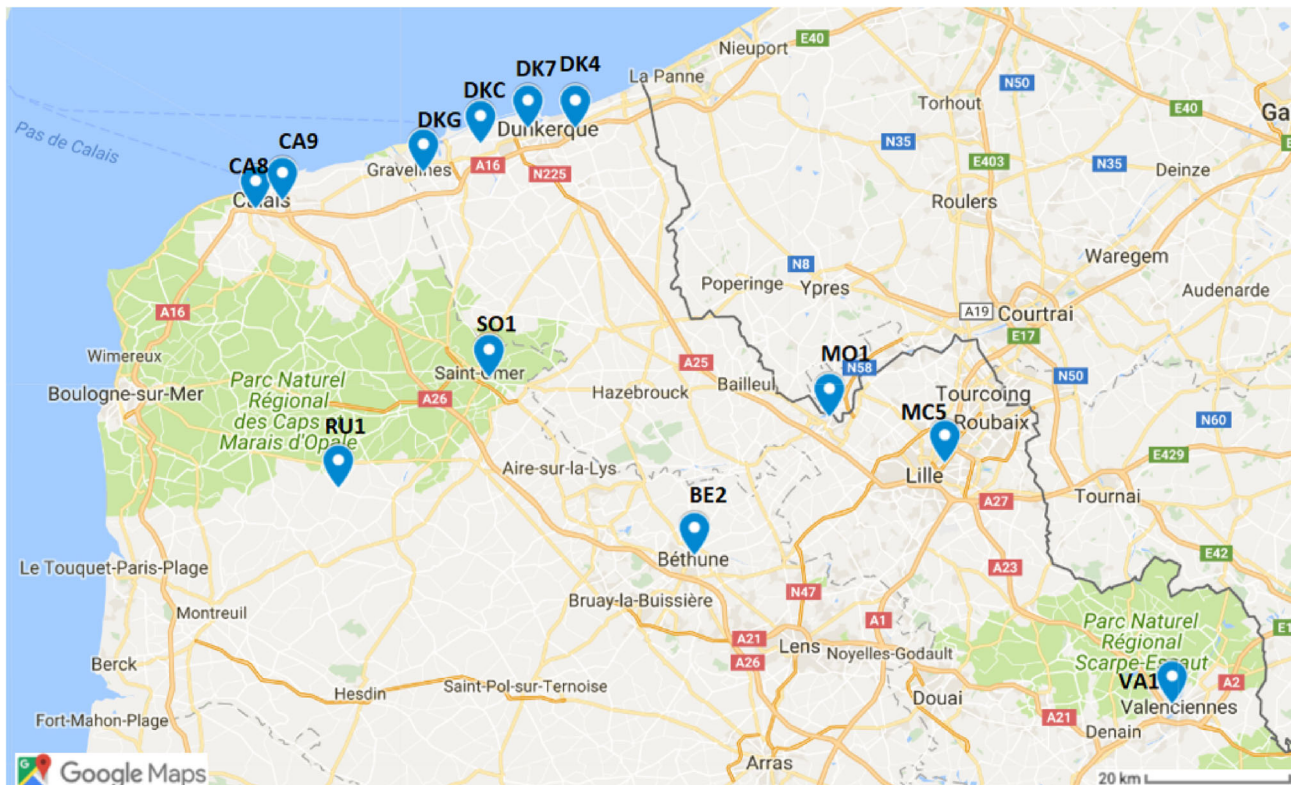 Nieuport
E40
DK7
DK4
La Panne
N50
DKC
Torhout
E40
DKG
Dunkerque
Pas de Calais
CA9
Gravelines
A16
N35
E403
N35
Deinze
CA8
N225
Calais
Roulers
Waregem
N8
Poperinge
Ypres
Audenarde
A16
A19
Courtrai
SO1
E17
Wimereux
MO1
A25
N58
Saint-Omer
Bailleul
N50
Parc Naturel
Régional
des Caps
Marais d'Opale
Boulogne-sur-Mer
Hazebrouck
Tourcoing
A26
MC5
Roubaix
N60
RU1
E429
Aire-sur-la-Lys
Lille
BE2
Tournai
A27
E42
Béthune
Le Touquet-Paris-Plage
A23
N47
Bruay-la-Buissière
Montreuil
A1
Parc Naturel
Régional
Scarpe-Escaut
A21
Lens
Noyelles-Godault
Berck
A26
VA1
A2
Saint-Pol-sur-Ternoise
Hesdin
Douai
Valenciennes
Fort-Mahon-Plage
A21
Denain
Arras
Google Maps
20 km